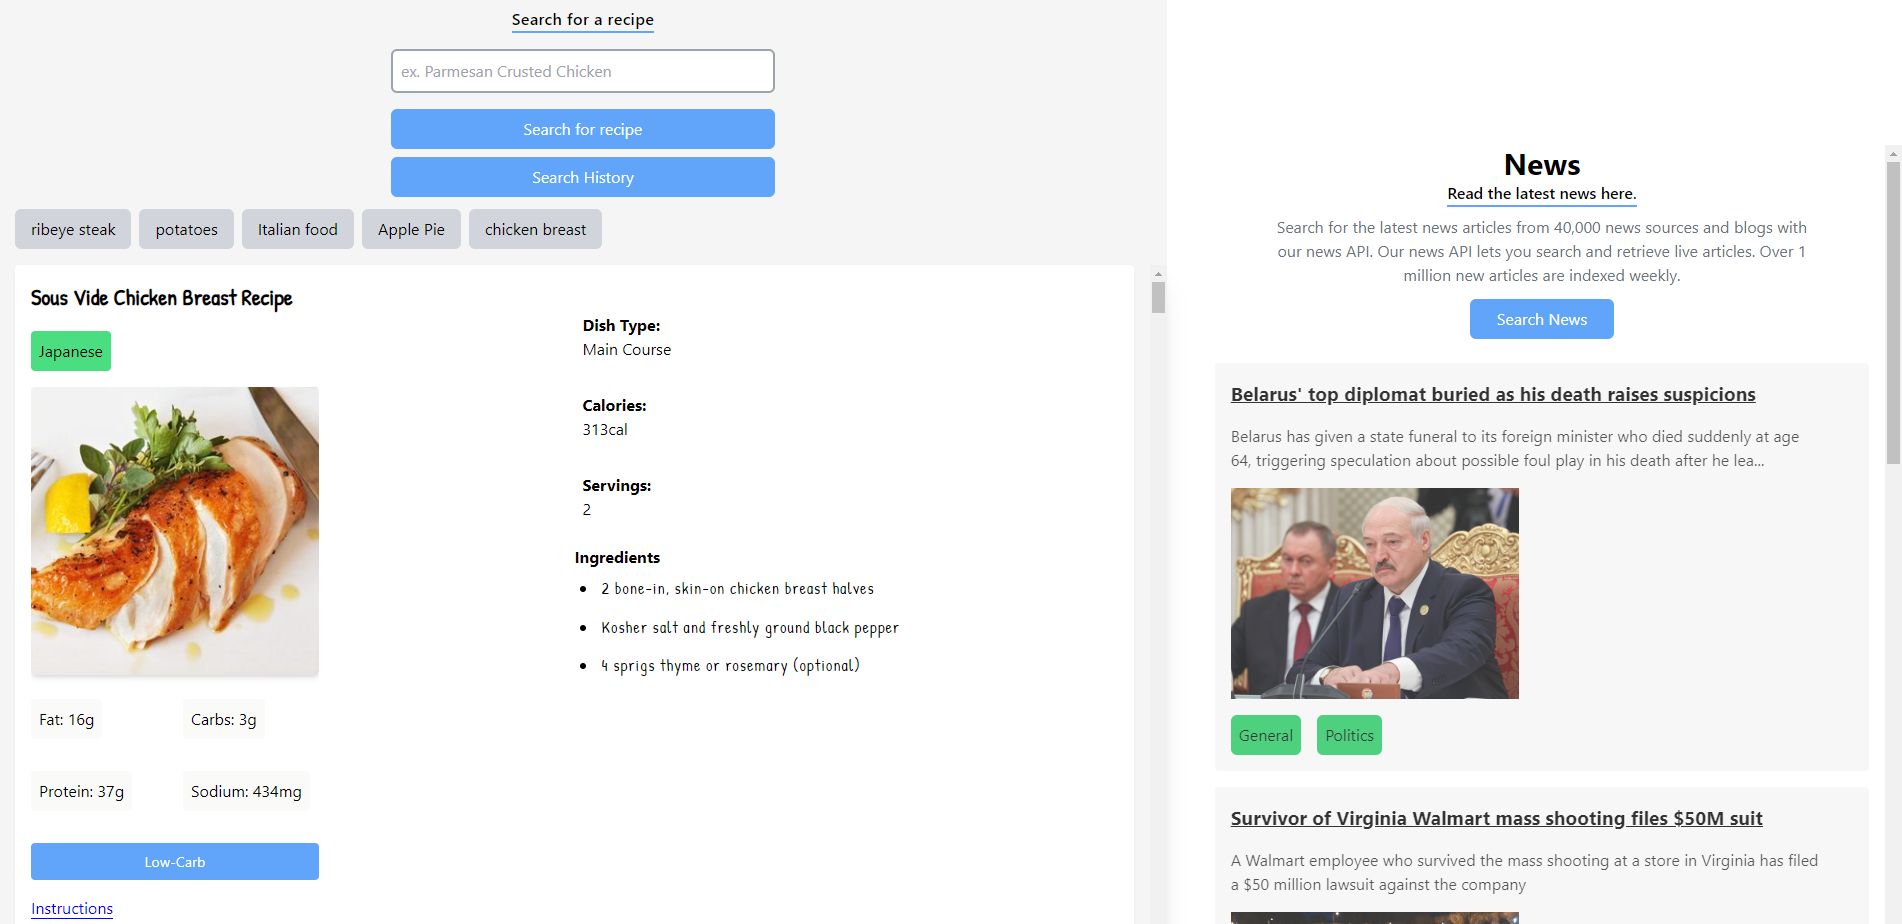 Search for a recipe
ex. Parmesan Crusted Chicken
Search for recipe
Search History
ribeye steak
potatoes
Italian food
Apple Pie
chicken breast
Sous Vide Chicken Breast Recipe
Japanese
Fat: 16g
Carbs: 3g
Protein: 37g
Sodium: 434mg
Low-Carb
Instructions
Dish Type:
Main Course
Calories:
313cal
Servings:
2
Ingredients
2 bone-in, skin-on chicken breast halves
Kosher salt and freshly ground black pepper
4 sprigs thyme or rosemary (optional)
News
Read the latest news here.
Search for the latest news articles from 40,000 news sources and blogs with
our news API. Our news API lets you search and retrieve live articles. Over 1
million new articles are indexed weekly.
Search News
Belarus' top diplomat buried as his death raises suspicions
Belarus has given a state funeral to its foreign minister who died suddenly at age
64, triggering speculation about possible foul play in his death after he lea...
General
Politics
Survivor of Virginia Walmart mass shooting files $50M suit
A Walmart employee who survived the mass shooting at a store in Virginia has filed
a $50 million lawsuit against the company